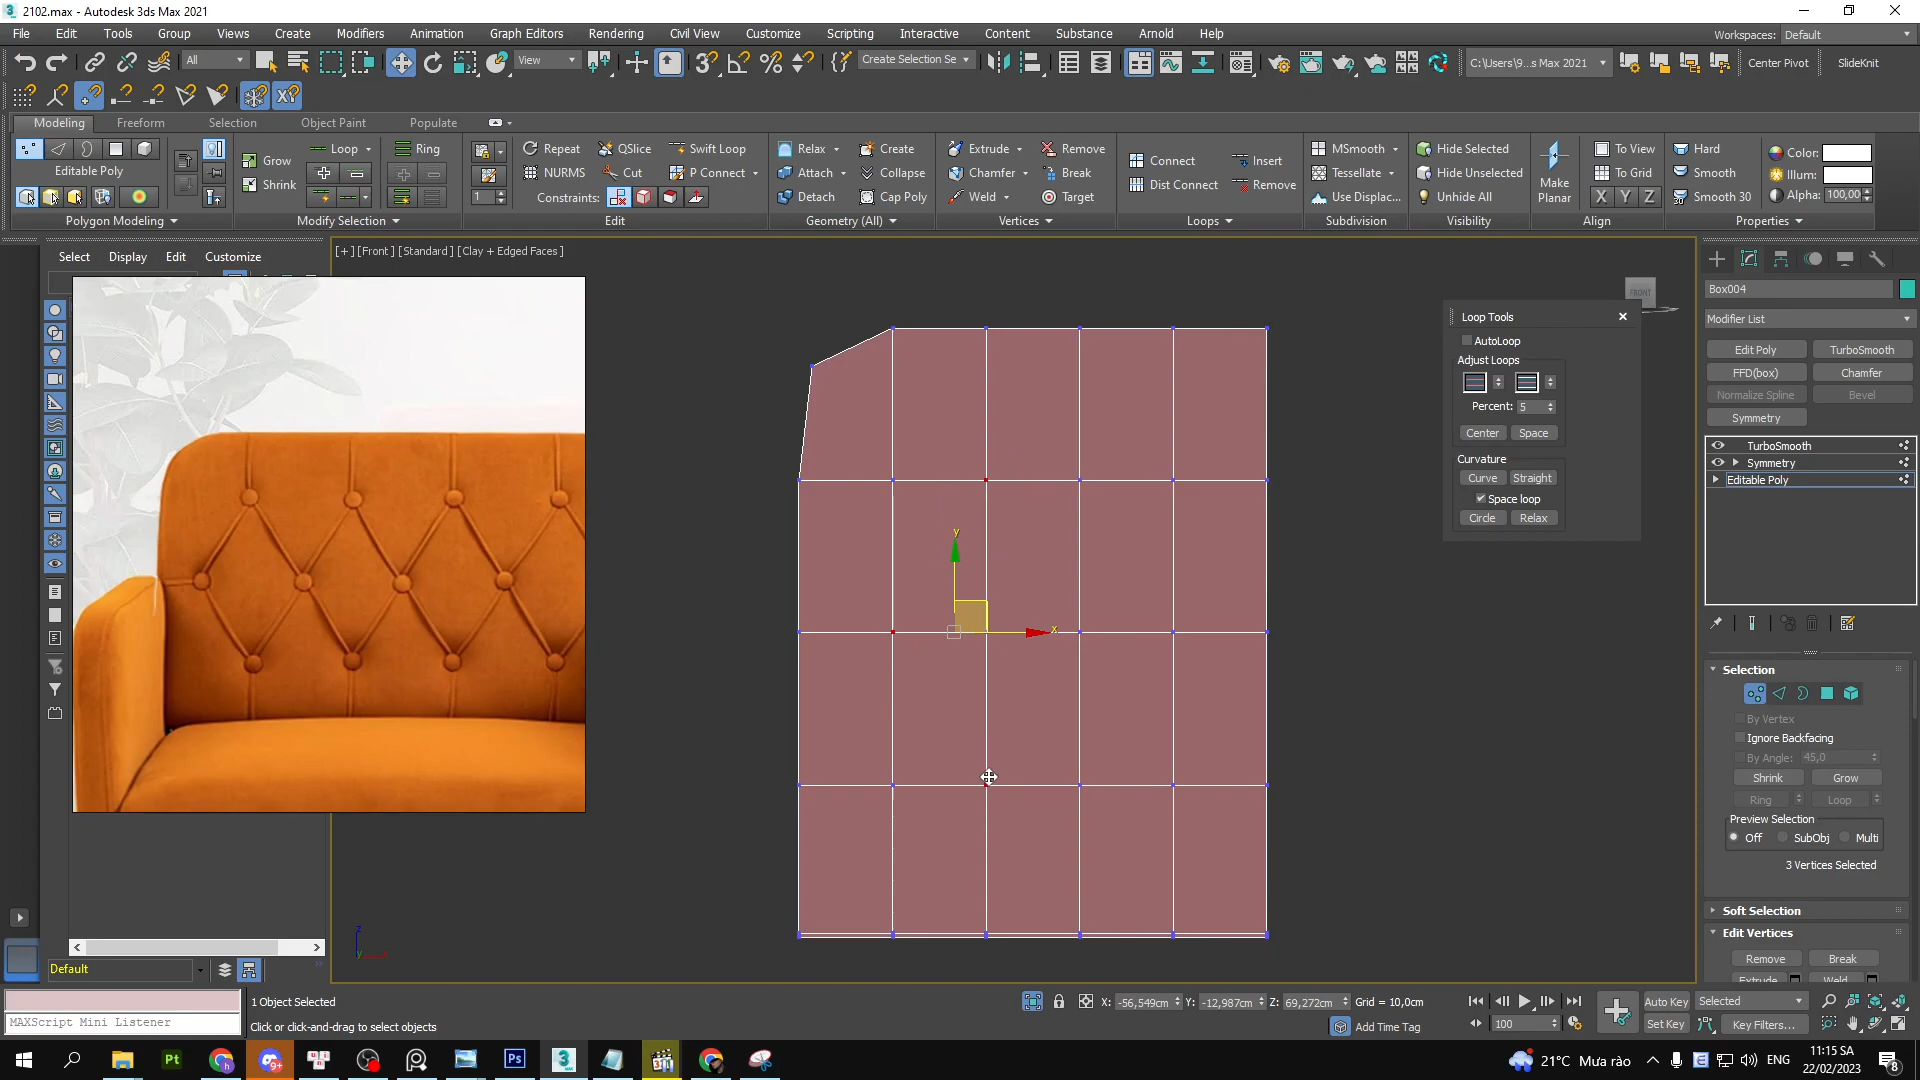 2102.max - Autodesk 3ds Max 2021
File Edit Tools Group Views Create Modifiers Animation Graph Editors Rendering Civil View Customize Scripting Interactive Content Substance Arnold Help
Workspaces: Default
All View Create Selection Se C:\Users\9...s Max 2021 Center Pivot SlideKnit
XY
Modeling Freeform Selection Object Paint Populate
Loop Ring Repeat QSlice Swift Loop Relax Create Extrude Remove MSmooth Hide Selected To View Hard Color:
Editable Poly Grow NURMS Cut P Connect Attach Collapse Chamfer Break Connect Insert Tessellate Hide Unselected Make To Grid Smooth Illum:
Shrink 1 Constraints: Detach Cap Poly Weld Target Dist Connect Remove Use Displac... Unhide All Planar X Y Z Smooth 30 Alpha: 100,00
Polygon Modeling Modify Selection Edit Geometry (All) Vertices Loops Subdivision Visibility Align Properties
Select Display Edit Customize
[+] [Front] [Standard] [Clay + Edged Faces]
FRONT
Loop Tools
AutoLoop
Adjust Loops
Percent: 5
Center Space
Curvature
Curve Straight
Space loop
Circle Relax
y
x
z
x
y
Box004
Modifier List
Edit Poly TurboSmooth
FFD(box) Chamfer
Normalize Spline Bevel
Symmetry
TurboSmooth
Symmetry
Editable Poly
Selection
By Vertex
Ignore Backfacing
By Angle: 45,0
Shrink Grow
Ring Loop
Preview Selection
Off SubObj Multi
3 Vertices Selected
Soft Selection
Edit Vertices
Remove Break
Extrude Weld
Default
MAXScript Mini Listener
1 Object Selected
Click or click-and-drag to select objects
X: -56,549cm Y: -12,987cm Z: 69,272cm Grid = 10,0cm
Add Time Tag
100
Auto Key Selected
Set Key Key Filters...
Pt
9+
Ps
3
21°C Mưa rào
ENG
11:15 SA
22/02/2023
8